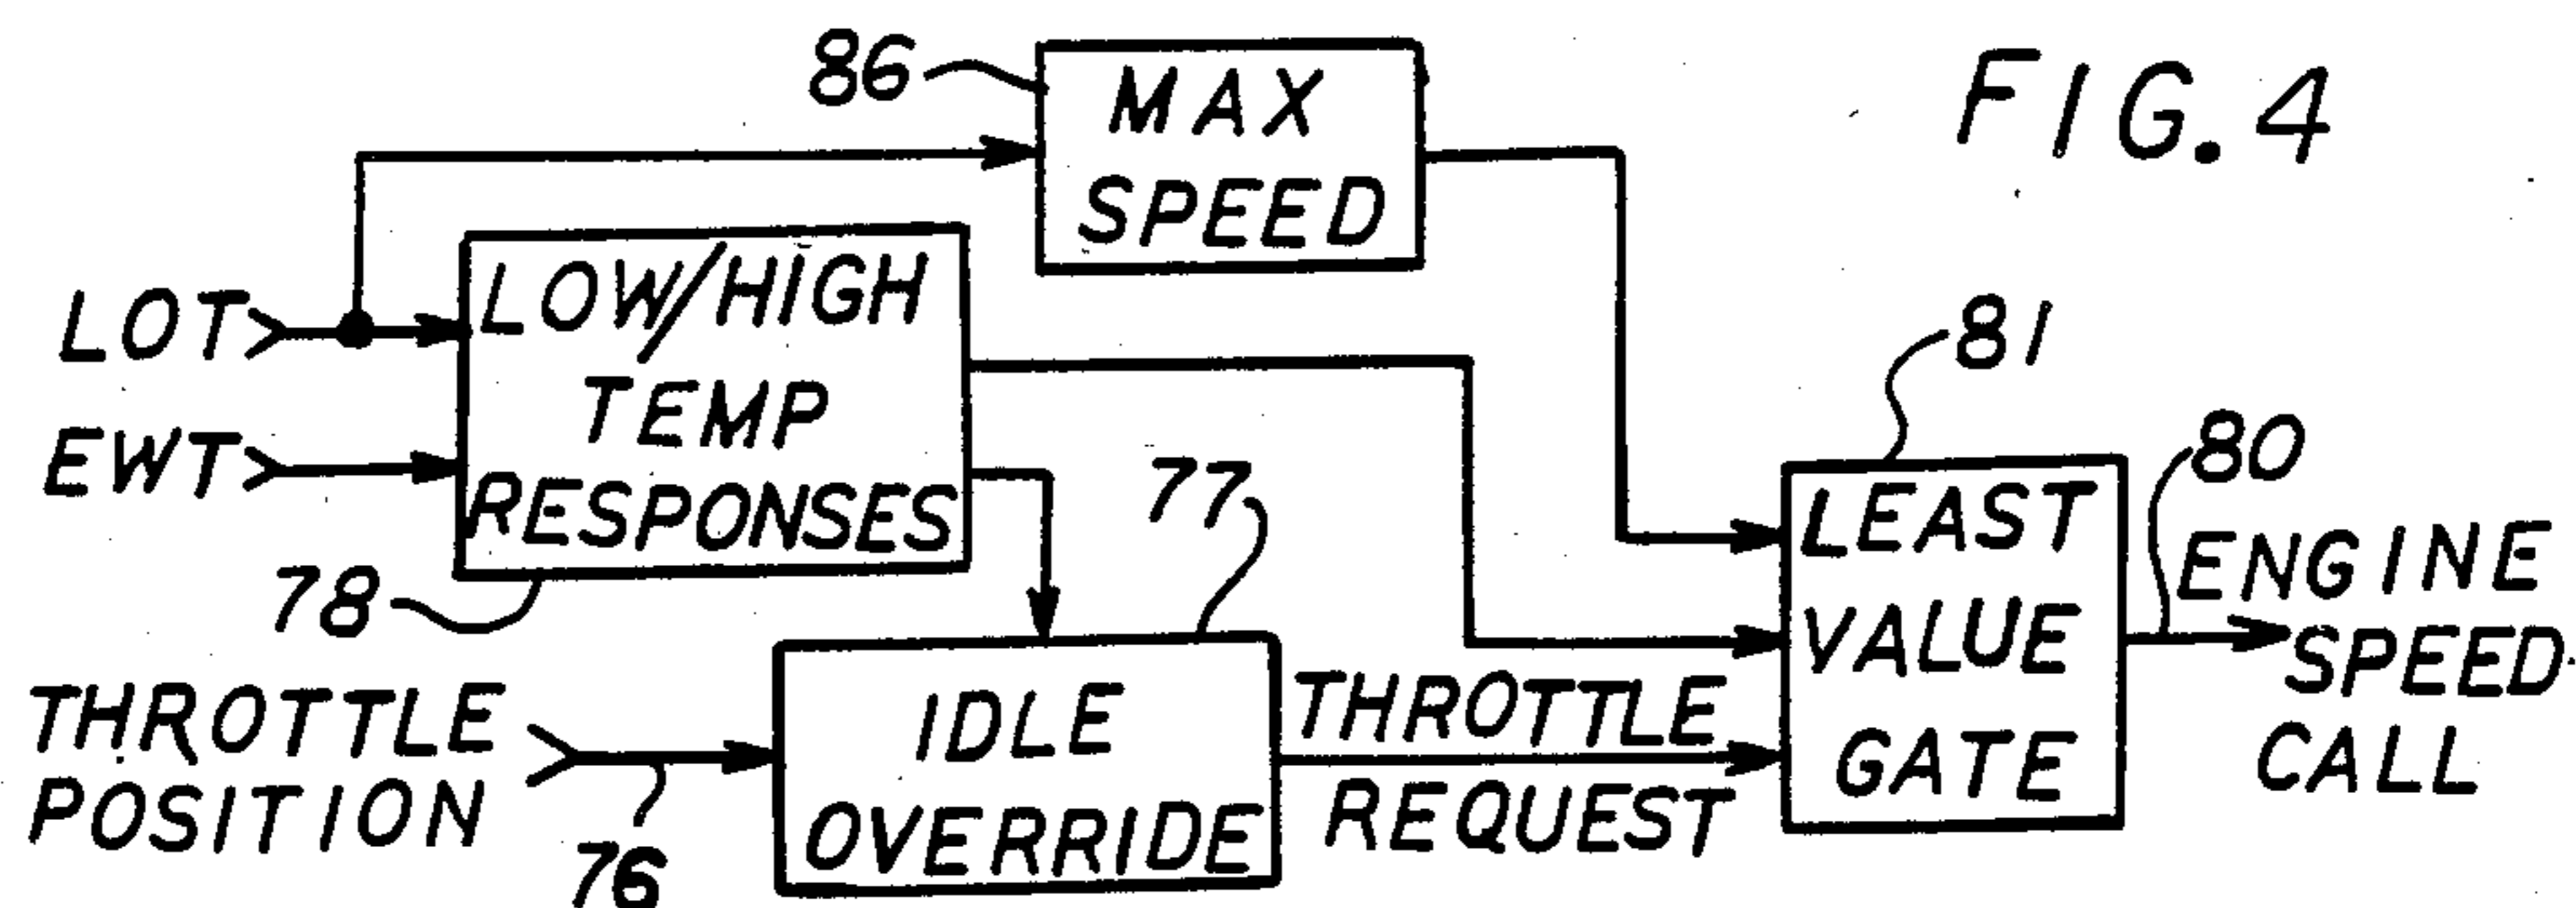 FIG. 4
86
MAX
SPEED
LOT
LOW/HIGH
TEMP
RESPONSES
EWT
78
77
81
80
LEAST
VALUE
GATE
ENGINE
SPEED
CALL
THROTTLE
POSITION
76
IDLE
OVERRIDE
THROTTLE
REQUEST